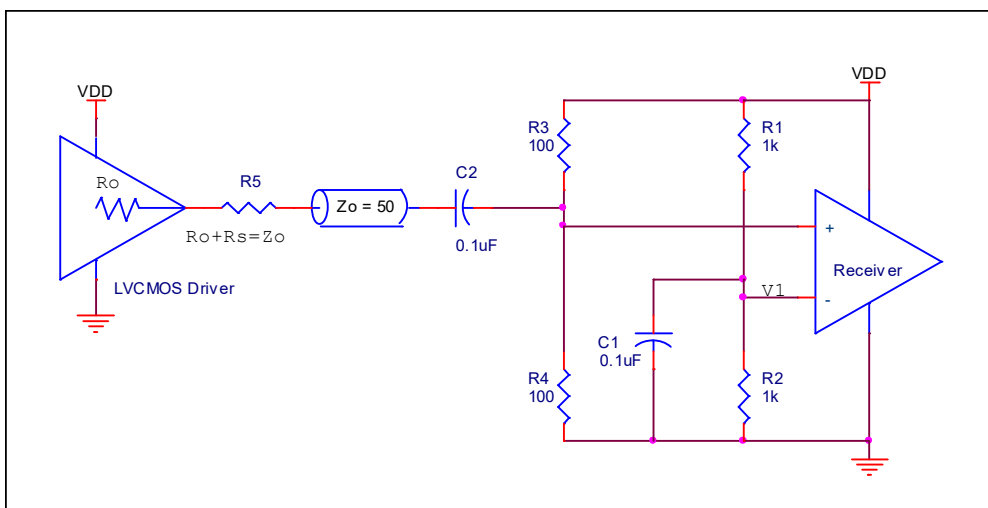 VDD
VDD
R3
100
R1
1k
Ro
R5
C2
Zo = 50
Ro+Rs=Zo
0.1uF
+
Receiver
LVCMOS Driver
V1
-
C1
0.1uF
R4
100
R2
1k